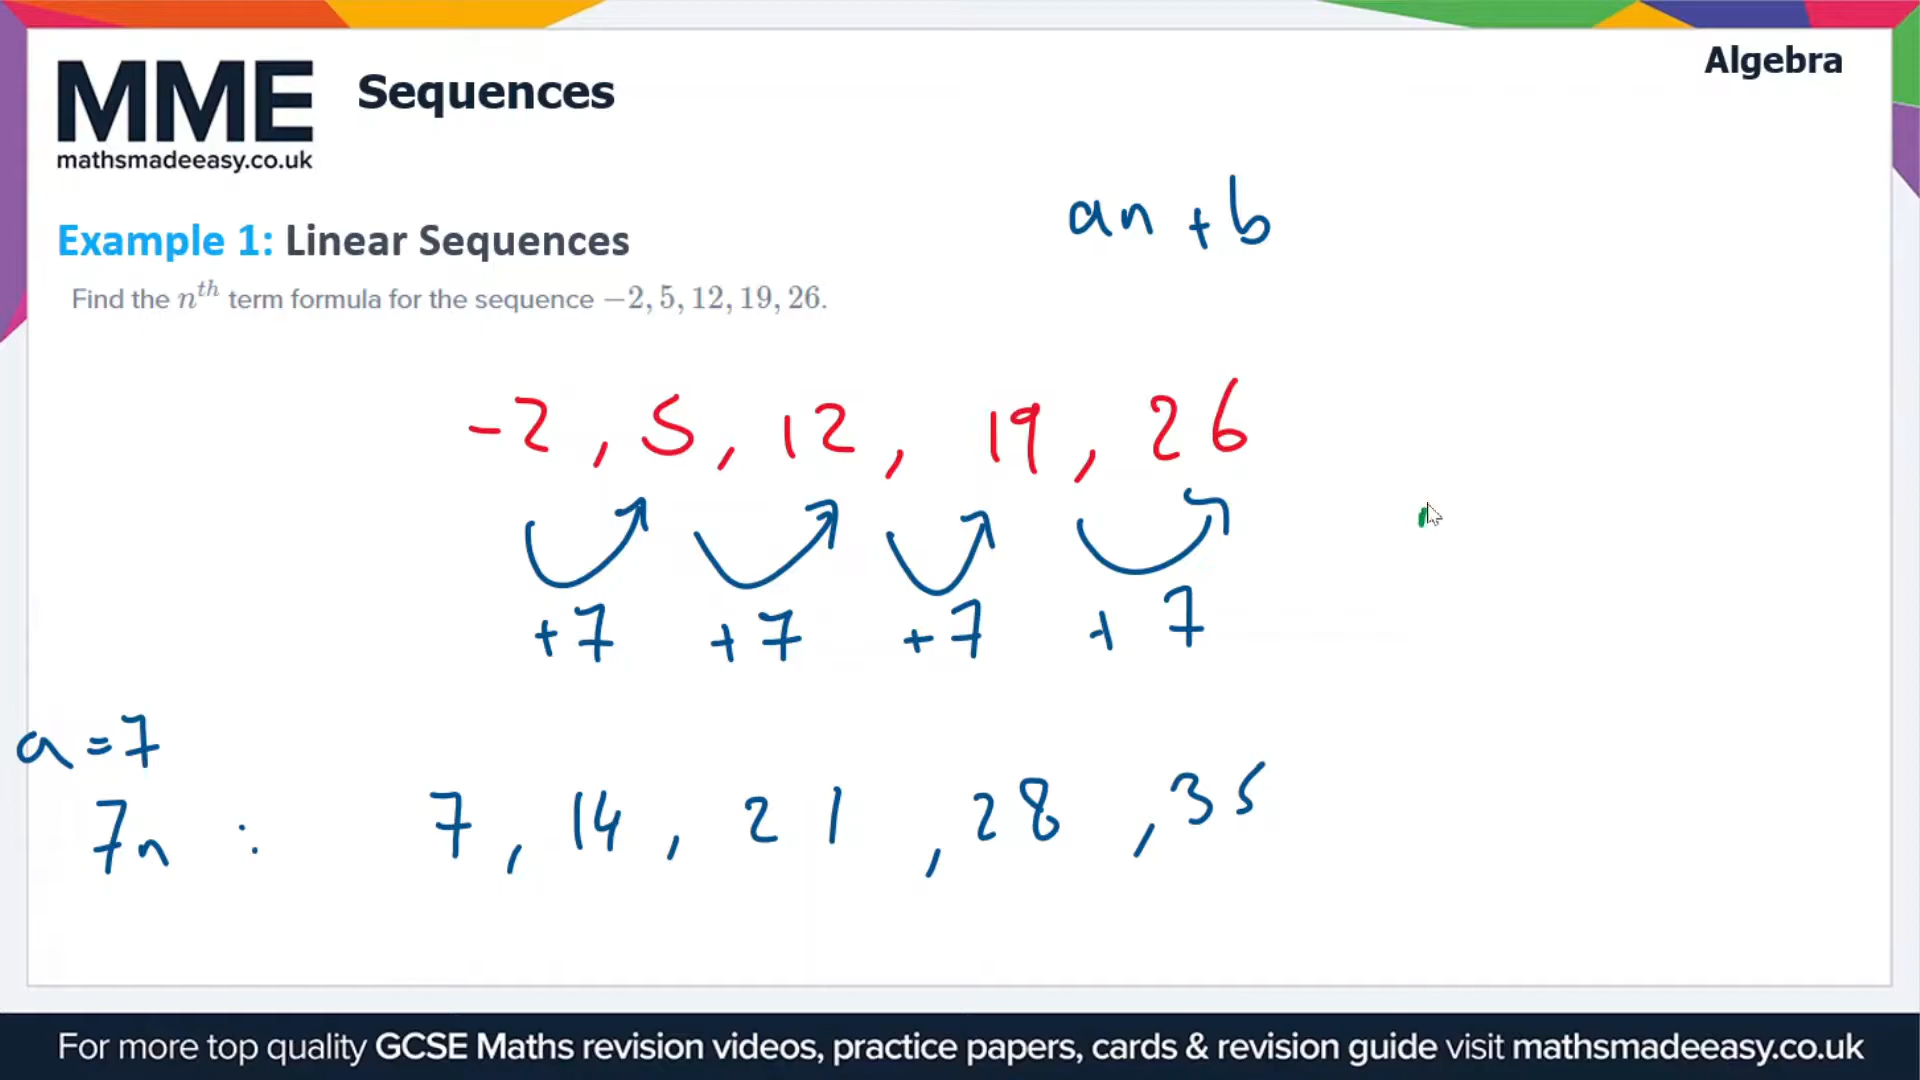 Algebra
MME Sequences
mathsmadeeasy.co.uk
an + b
Example 1: Linear Sequences
Find the n^{th} term formula for the sequence −2, 5, 12, 19, 26.
-2, 5, 12, 19, 26
+7 +7 +7 +7
a = 7
7n : 7, 14, 21, 28, 35
For more top quality GCSE Maths revision videos, practice papers, cards & revision guide visit mathsmadeeasy.co.uk